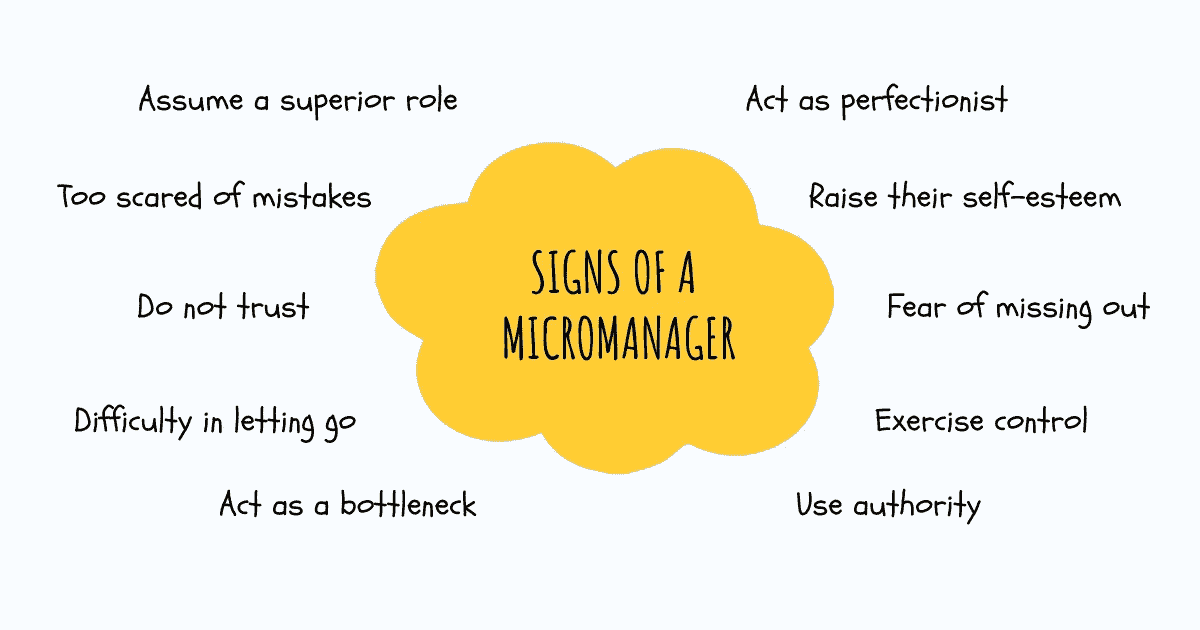 Assume a superior role
Act as perfectionist
Too scared of mistakes
Raise their self-esteem
SIGNS OF A
MICROMANAGER
Do not trust
Fear of missing out
Difficulty in letting go
Exercise control
Act as a bottleneck
Use authority